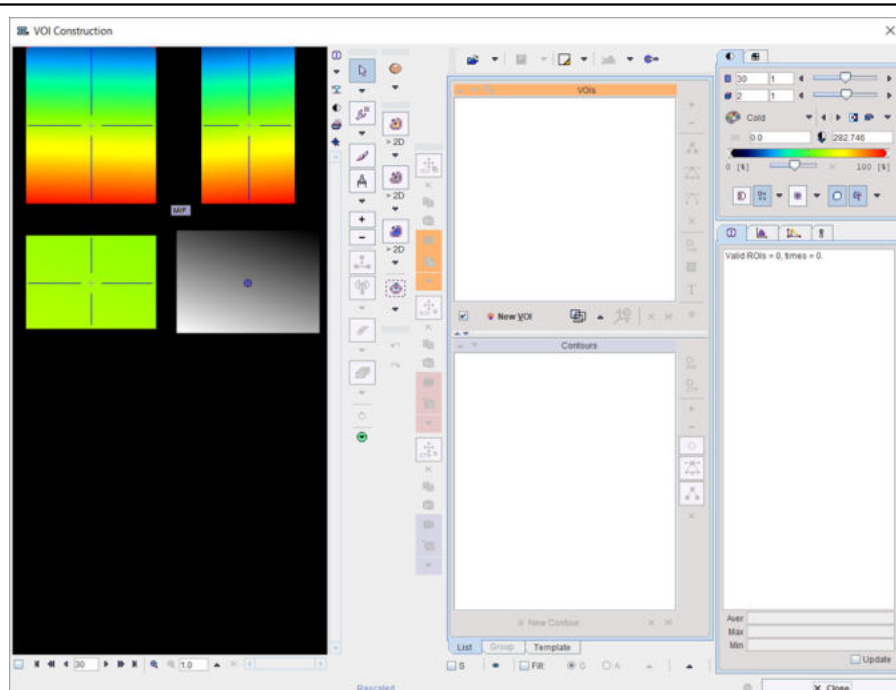 VOI Construction
×
VOIs
30 1
2 1
Cold
0.0 282.746
0 [%] 100 [%]
> 2D
> 2D
> 2D
MIP
Valid ROIs = 0, times = 0.
New VOI
Contours
New Contour
Aver
Max
Min
Update
List Group Template
30 1.0
S Fill: G A
Rescaled
Close